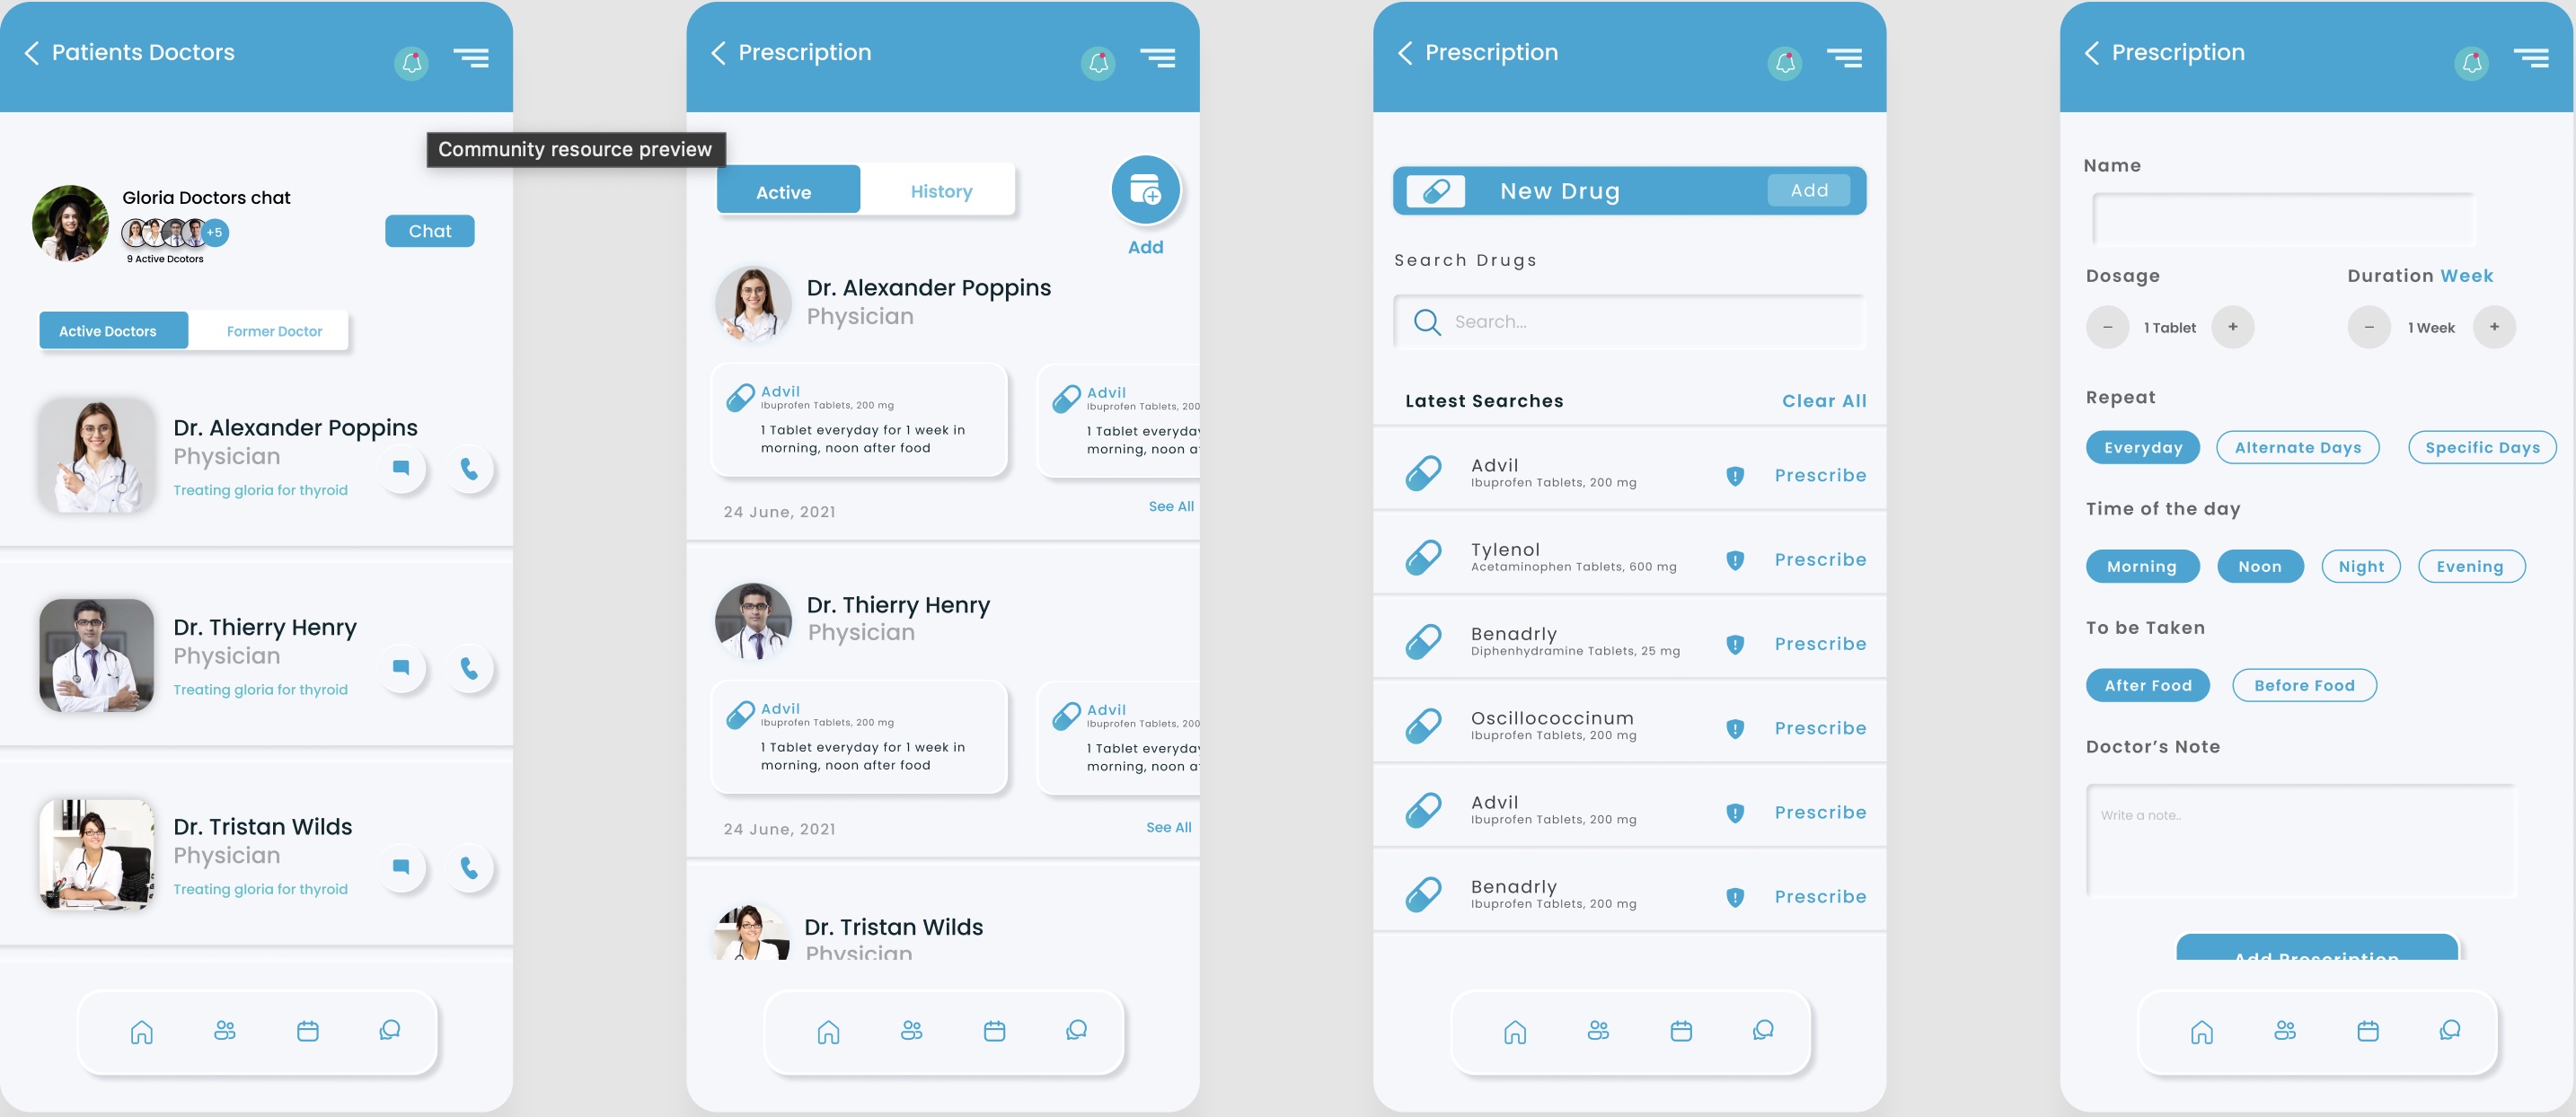 Patients Doctors
Community resource preview
Gloria Doctors chat
+5
9 Active Dcotors
Chat
Active Doctors
Former Doctor
Dr. Alexander Poppins
Physician
Treating gloria for thyroid
Dr. Thierry Henry
Physician
Treating gloria for thyroid
Dr. Tristan Wilds
Physician
Treating gloria for thyroid
Prescription
Active
History
Add
Dr. Alexander Poppins
Physician
Advil
Ibuprofen Tablets, 200 mg
1 Tablet everyday for 1 week in
morning, noon after food
Advil
Ibuprofen Tablets, 200
1 Tablet everyday
morning, noon a
24 June, 2021
See All
Dr. Thierry Henry
Physician
Advil
Ibuprofen Tablets, 200 mg
1 Tablet everyday for 1 week in
morning, noon after food
Advil
Ibuprofen Tablets, 200
1 Tablet everyday
morning, noon a
24 June, 2021
See All
Dr. Tristan Wilds
Physician
Prescription
New Drug
Add
Search Drugs
Search...
Latest Searches
Clear All
Advil
Ibuprofen Tablets, 200 mg
Prescribe
Tylenol
Acetaminophen Tablets, 600 mg
Prescribe
Benadrly
Diphenhydramine Tablets, 25 mg
Prescribe
Oscillococcinum
Ibuprofen Tablets, 200 mg
Prescribe
Advil
Ibuprofen Tablets, 200 mg
Prescribe
Benadrly
Ibuprofen Tablets, 200 mg
Prescribe
Prescription
Name
Dosage
Duration Week
− 1 Tablet +
− 1 Week +
Repeat
Everyday
Alternate Days
Specific Days
Time of the day
Morning
Noon
Night
Evening
To be Taken
After Food
Before Food
Doctor’s Note
Write a note..
Add Prescription